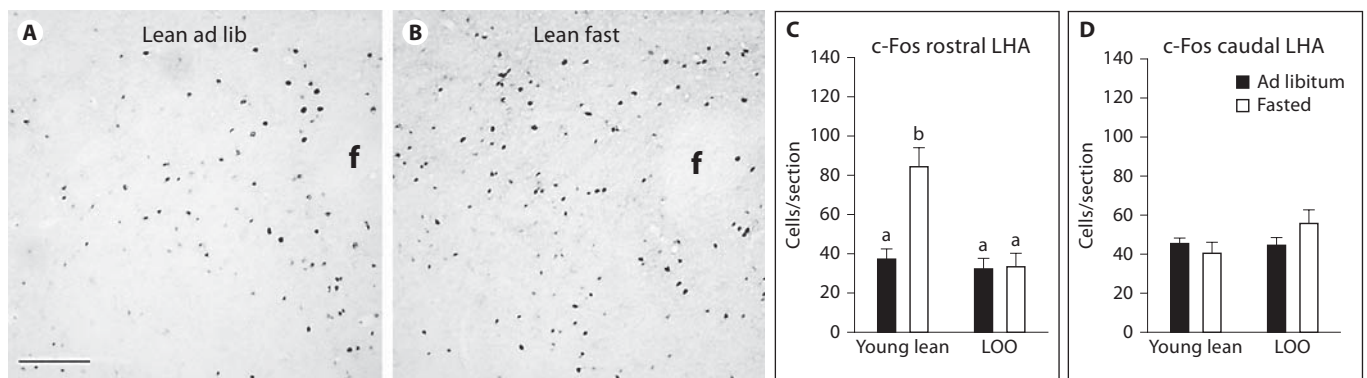 A
Lean ad lib
f
B
Lean fast
f
C
c-Fos rostral LHA
Cells/section
140
120
100
80
60
40
20
0
a
b
a
a
Young lean
LOO
D
c-Fos caudal LHA
Ad libitum
Fasted
Cells/section
140
120
100
80
60
40
20
0
Young lean
LOO